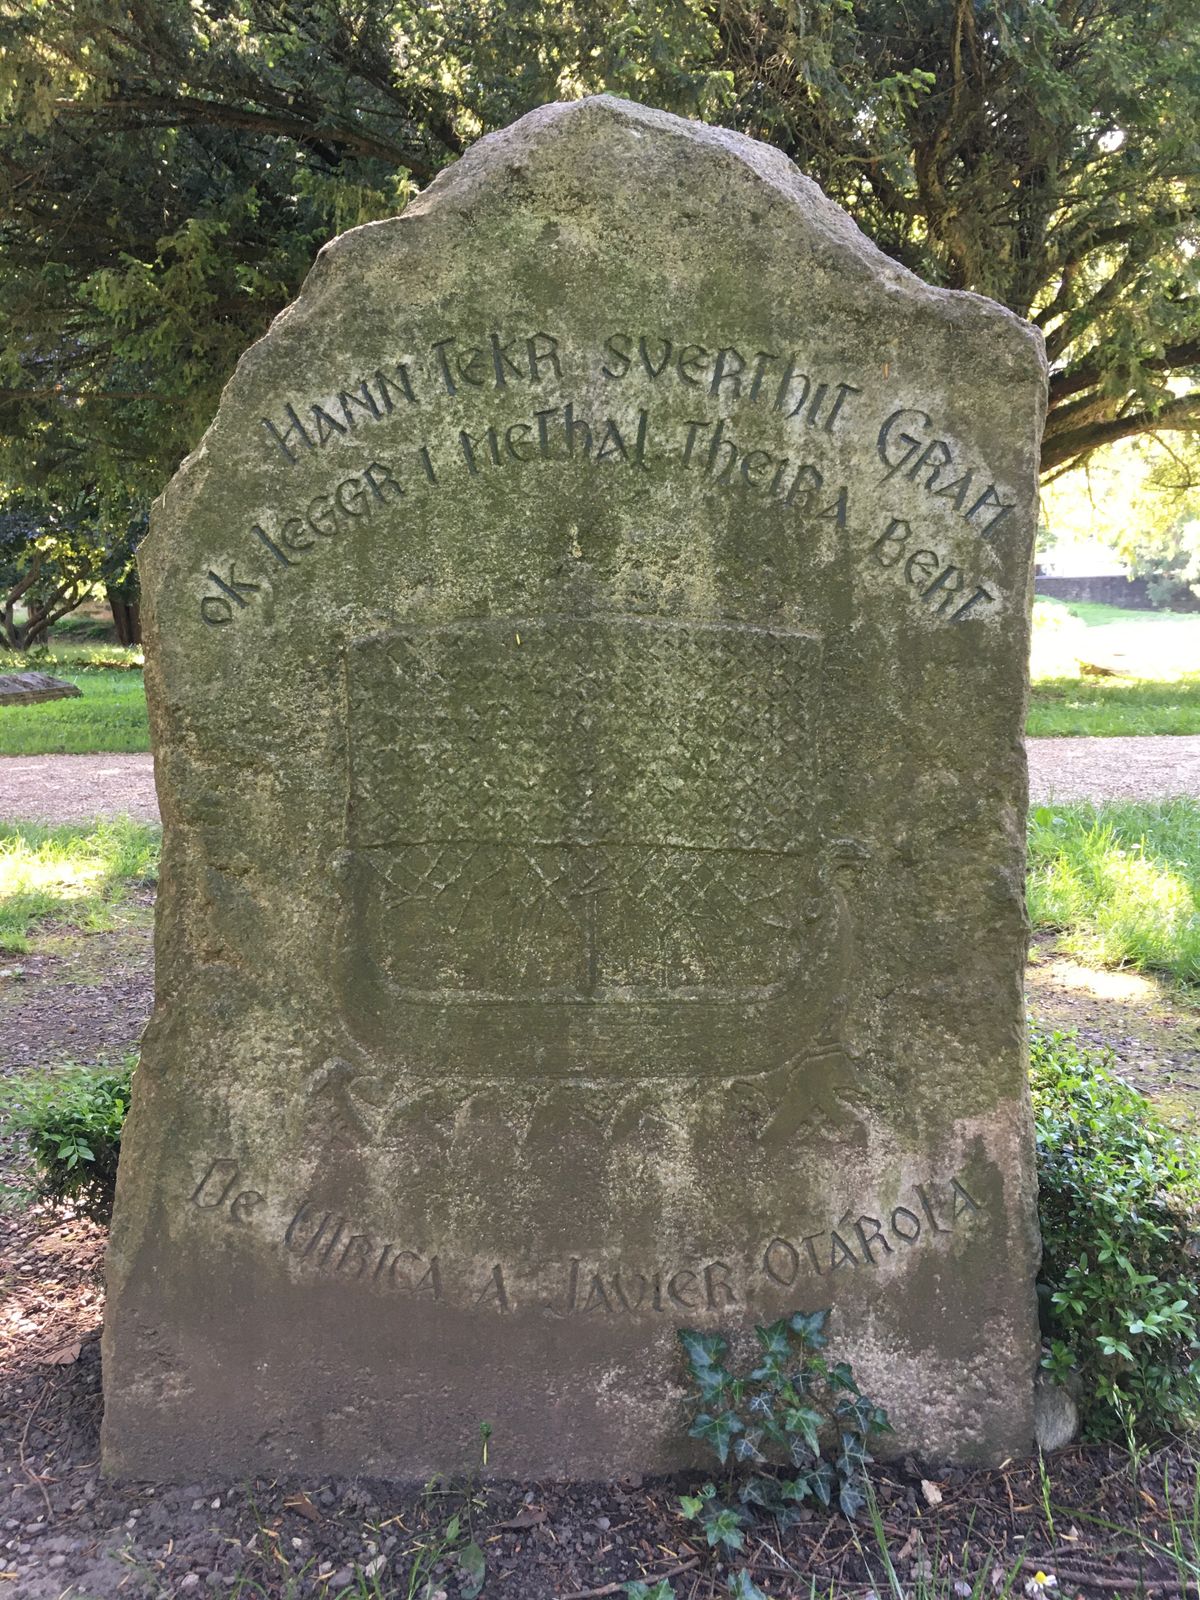 HANN TEKR SVERTHIT GRAM
OK LEGGR I METHAL THEIRA BERT
DE ULRICA A JAVIER OTÁROLA